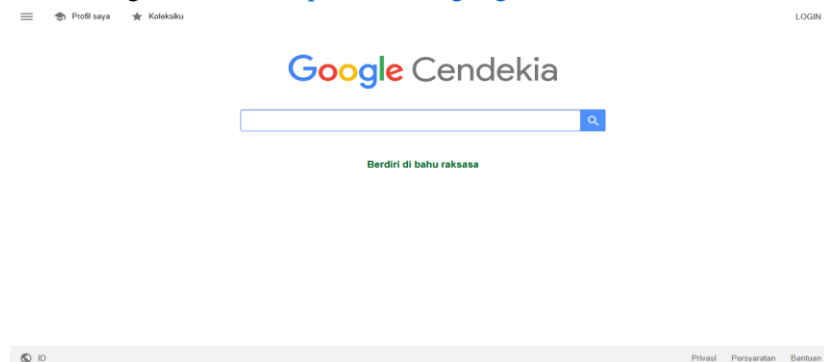 Profil saya Koleksiku LOGIN
Google Cendekia
Berdiri di bahu raksasa
ID Privasi Persyaratan Bantuan